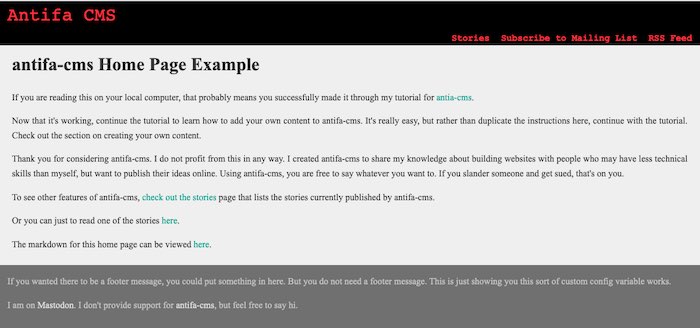 Antifa CMS
Stories Subscribe to Mailing List RSS Feed
antifa-cms Home Page Example
If you are reading this on your local computer, that probably means you successfully made it through my tutorial for antia-cms.
Now that it's working, continue the tutorial to learn how to add your own content to antifa-cms. It's really easy, but rather than duplicate the instructions here, continue with the tutorial.
Check out the section on creating your own content.
Thank you for considering antifa-cms. I do not profit from this in any way. I created antifa-cms to share my knowledge about building websites with people who may have less technical
skills than myself, but want to publish their ideas online. Using antifa-cms, you are free to say whatever you want to. If you slander someone and get sued, that's on you.
To see other features of antifa-cms, check out the stories page that lists the stories currently published by antifa-cms.
Or you can just to read one of the stories here.
The markdown for this home page can be viewed here.
If you wanted there to be a footer message, you could put something in here. But you do not need a footer message. This is just showing you this sort of custom config variable works.
I am on Mastodon. I don't provide support for antifa-cms, but feel free to say hi.